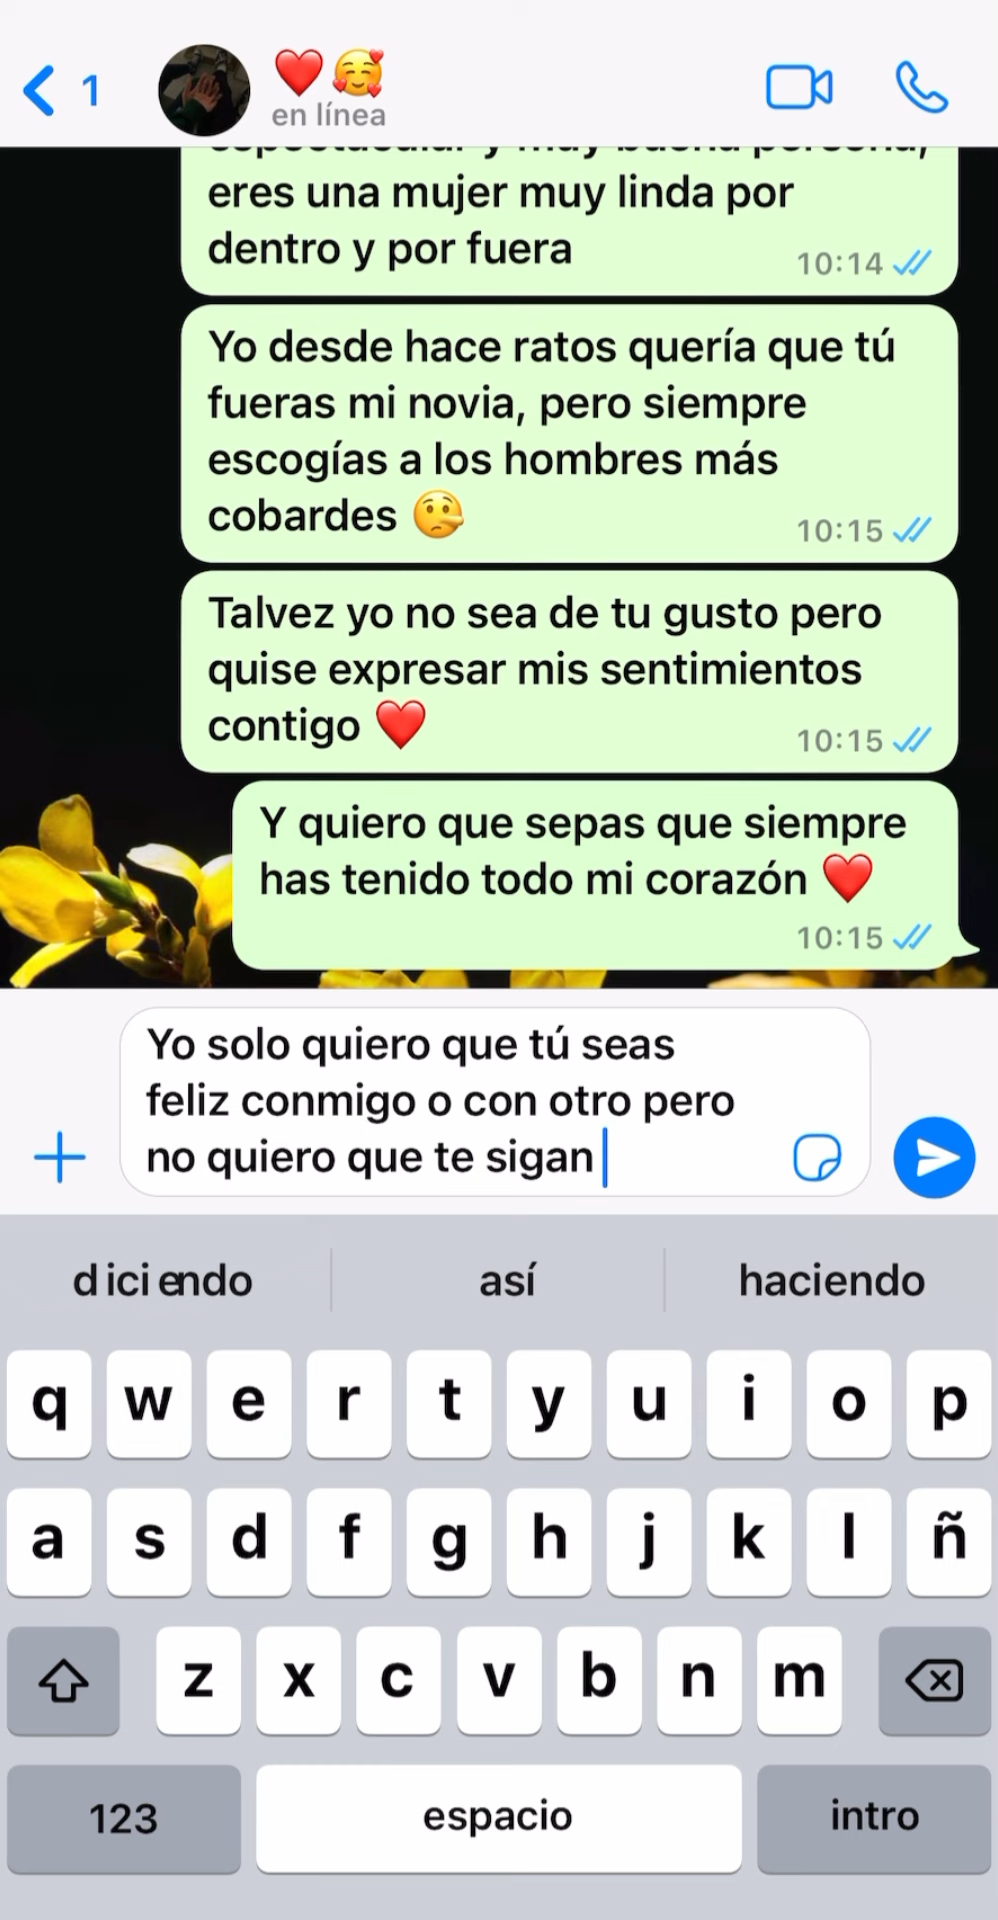 1
❤️🥰
en línea
espectacular y muy buena persona,
eres una mujer muy linda por
dentro y por fuera
10:14
Yo desde hace ratos quería que tú
fueras mi novia, pero siempre
escogías a los hombres más
cobardes 🤥
10:15
Talvez yo no sea de tu gusto pero
quise expresar mis sentimientos
contigo ❤️
10:15
Y quiero que sepas que siempre
has tenido todo mi corazón ❤️
10:15
Yo solo quiero que tú seas
feliz conmigo o con otro pero
no quiero que te sigan
diciendo así haciendo
q w e r t y u i o p
a s d f g h j k l ñ
z x c v b n m
123 espacio intro